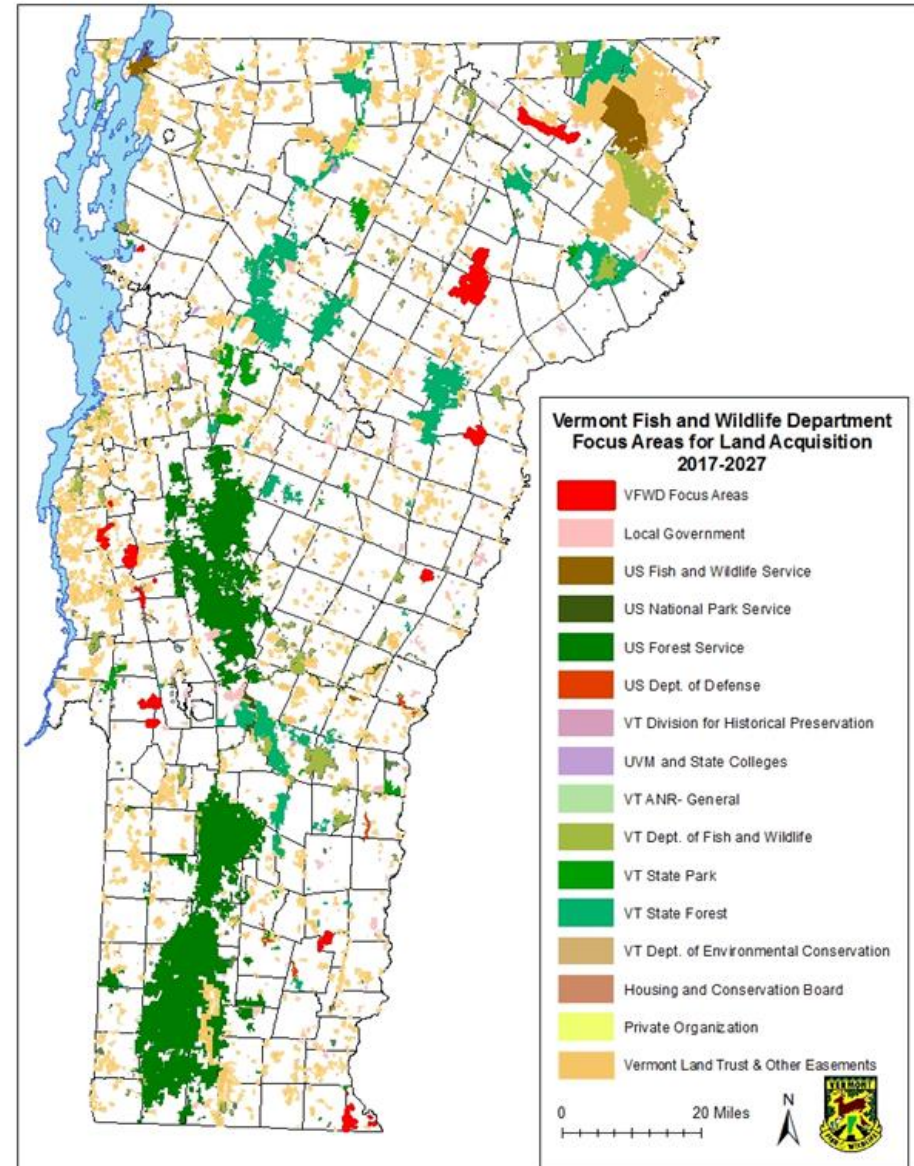 Vermont Fish and Wildlife Department
Focus Areas for Land Acquisition
2017-2027
VFWD Focus Areas
Local Government
US Fish and Wildlife Service
US National Park Service
US Forest Service
US Dept. of Defense
VT Division for Historical Preservation
UVM and State Colleges
VT ANR- General
VT Dept. of Fish and Wildlife
VT State Park
VT State Forest
VT Dept. of Environmental Conservation
Housing and Conservation Board
Private Organization
Vermont Land Trust & Other Easements
0 20 Miles
N
VERMONT
FISH WILDLIFE